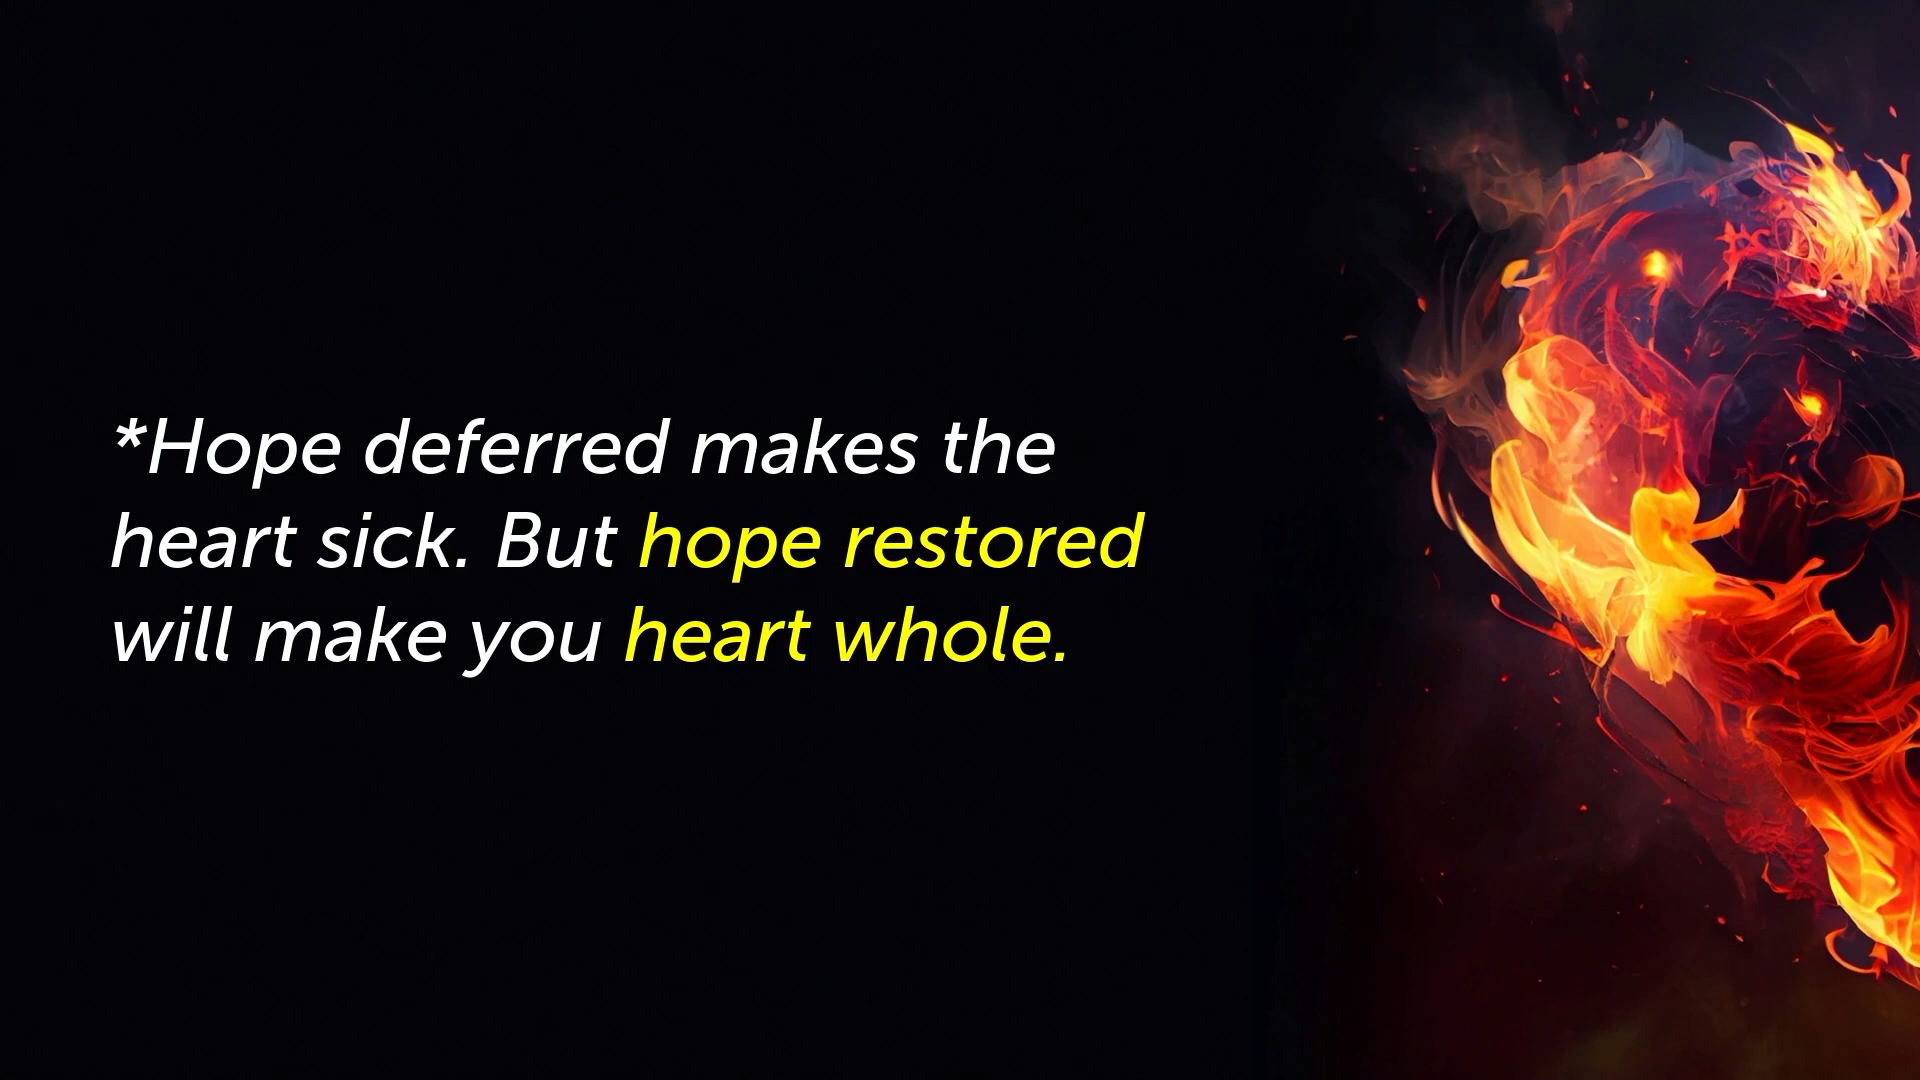 *Hope deferred makes the
heart sick. But hope restored
will make you heart whole.